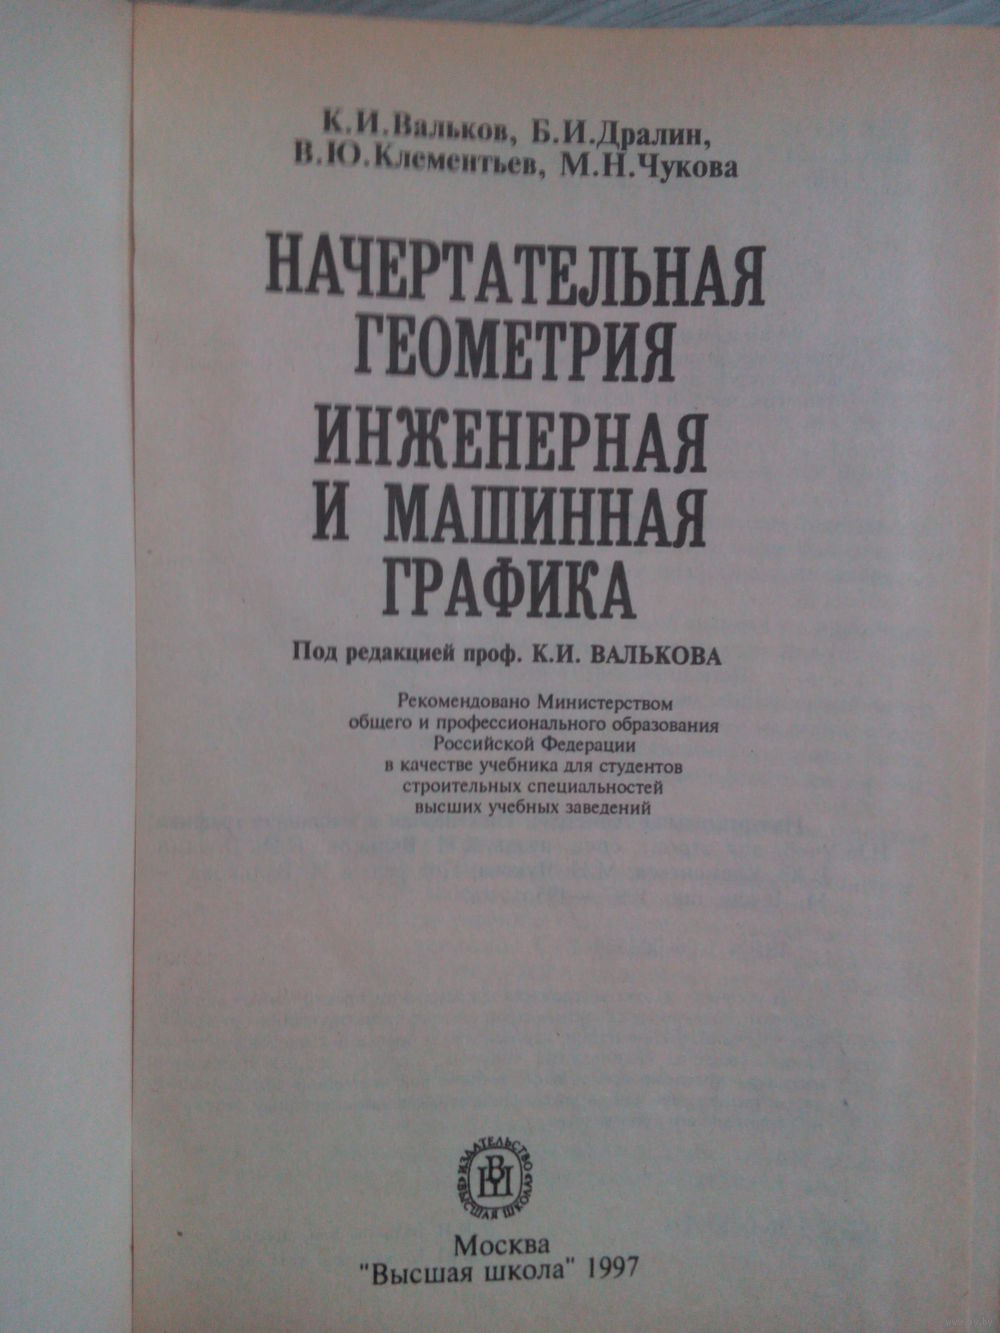 К.И.Вальков, Б.И.Дралин,
В.Ю.Клементьев, М.Н.Чукова
НАЧЕРТАТЕЛЬНАЯ
ГЕОМЕТРИЯ
ИНЖЕНЕРНАЯ
И МАШИННАЯ
ГРАФИКА
Под редакцией проф. К.И. ВАЛЬКОВА
Рекомендовано Министерством
общего и профессионального образования
Российской Федерации
в качестве учебника для студентов
строительных специальностей
высших учебных заведений
ИЗДАТЕЛЬСТВО
ВШ
ВЫСШАЯ ШКОЛА
Москва
"Высшая школа" 1997